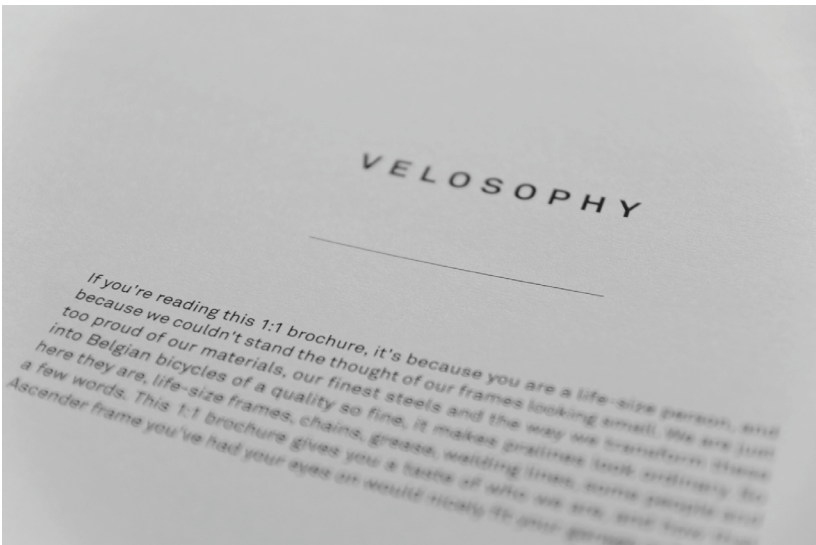 VELOSOPHY
If you're reading this 1:1 brochure, it's because you are a life-size person, and
because we couldn't stand the thought of our frames looking small. We are just
too proud of our materials, our finest steels and the way we transform these
into Belgian bicycles of a quality so fine, it makes pralines look ordinary. So
here they are, life-size frames, chains, grease, welding lines, some people and
a few words. This 1:1 brochure gives you a taste of who we are, and how that
Ascender frame you've had your eyes on would nicely fit your